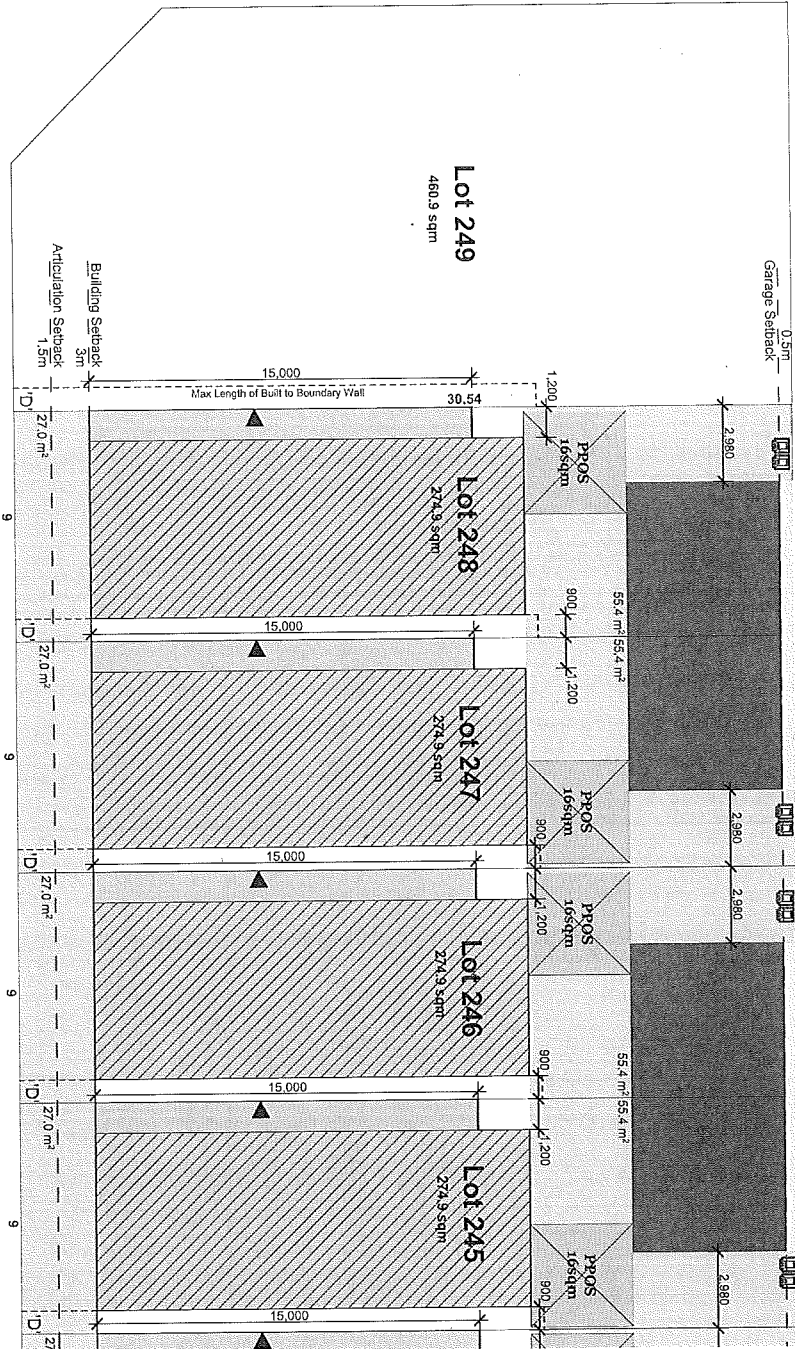 Lot 249
460.9 sqm
0.5m
Garage Setback
Building Setback
3m
Articulation Setback
1.5m
15,000
Max Length of Built to Boundary Wall
30.54
1,200
2,980
'D'
27.0 m²
9
PPOS
16sqm
Lot 248
274.9 sqm
900
55.4 m²
55.4 m²
1,200
15,000
'D'
27.0 m²
9
Lot 247
274.9 sqm
PPOS
16sqm
2,980
900
1,200
15,000
'D'
27.0 m²
9
2,980
PPOS
16sqm
Lot 246
274.9 sqm
900
55.4 m²
55.4 m²
1,200
15,000
'D'
27.0 m²
9
Lot 245
274.9 sqm
PPOS
16sqm
2,980
900
15,000
'D'
27